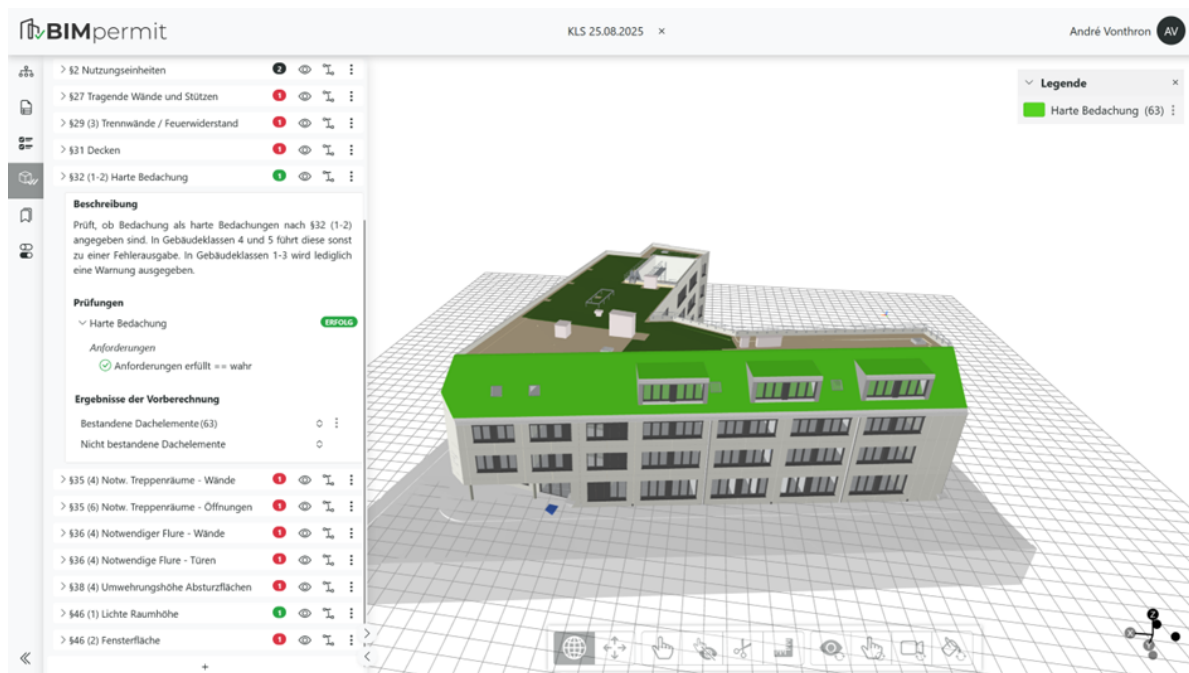 BIMpermit
KLS 25.08.2025 ×
André Vonthron AV
§2 Nutzungseinheiten 2
§27 Tragende Wände und Stützen 1
§29 (3) Trennwände / Feuerwiderstand 1
§31 Decken 1
§32 (1-2) Harte Bedachung 1
Beschreibung
Prüft, ob Bedachung als harte Bedachungen nach §32 (1-2)
angegeben sind. In Gebäudeklassen 4 und 5 führt diese sonst
zu einer Fehlerausgabe. In Gebäudeklassen 1-3 wird lediglich
eine Warnung ausgegeben.
Prüfungen
Harte Bedachung ERFOLG
Anforderungen
Anforderungen erfüllt == wahr
Ergebnisse der Vorberechnung
Bestandene Dachelemente(63)
Nicht bestandene Dachelemente
§35 (4) Notw. Treppenräume - Wände 1
§35 (6) Notw. Treppenräume - Öffnungen 1
§36 (4) Notwendiger Flure - Wände 1
§36 (4) Notwendige Flure - Türen 1
§38 (4) Umwehrungshöhe Absturzflächen 1
§46 (1) Lichte Raumhöhe 1
§46 (2) Fensterfläche 1
+
Legende ×
Harte Bedachung (63)
Z
X
Y